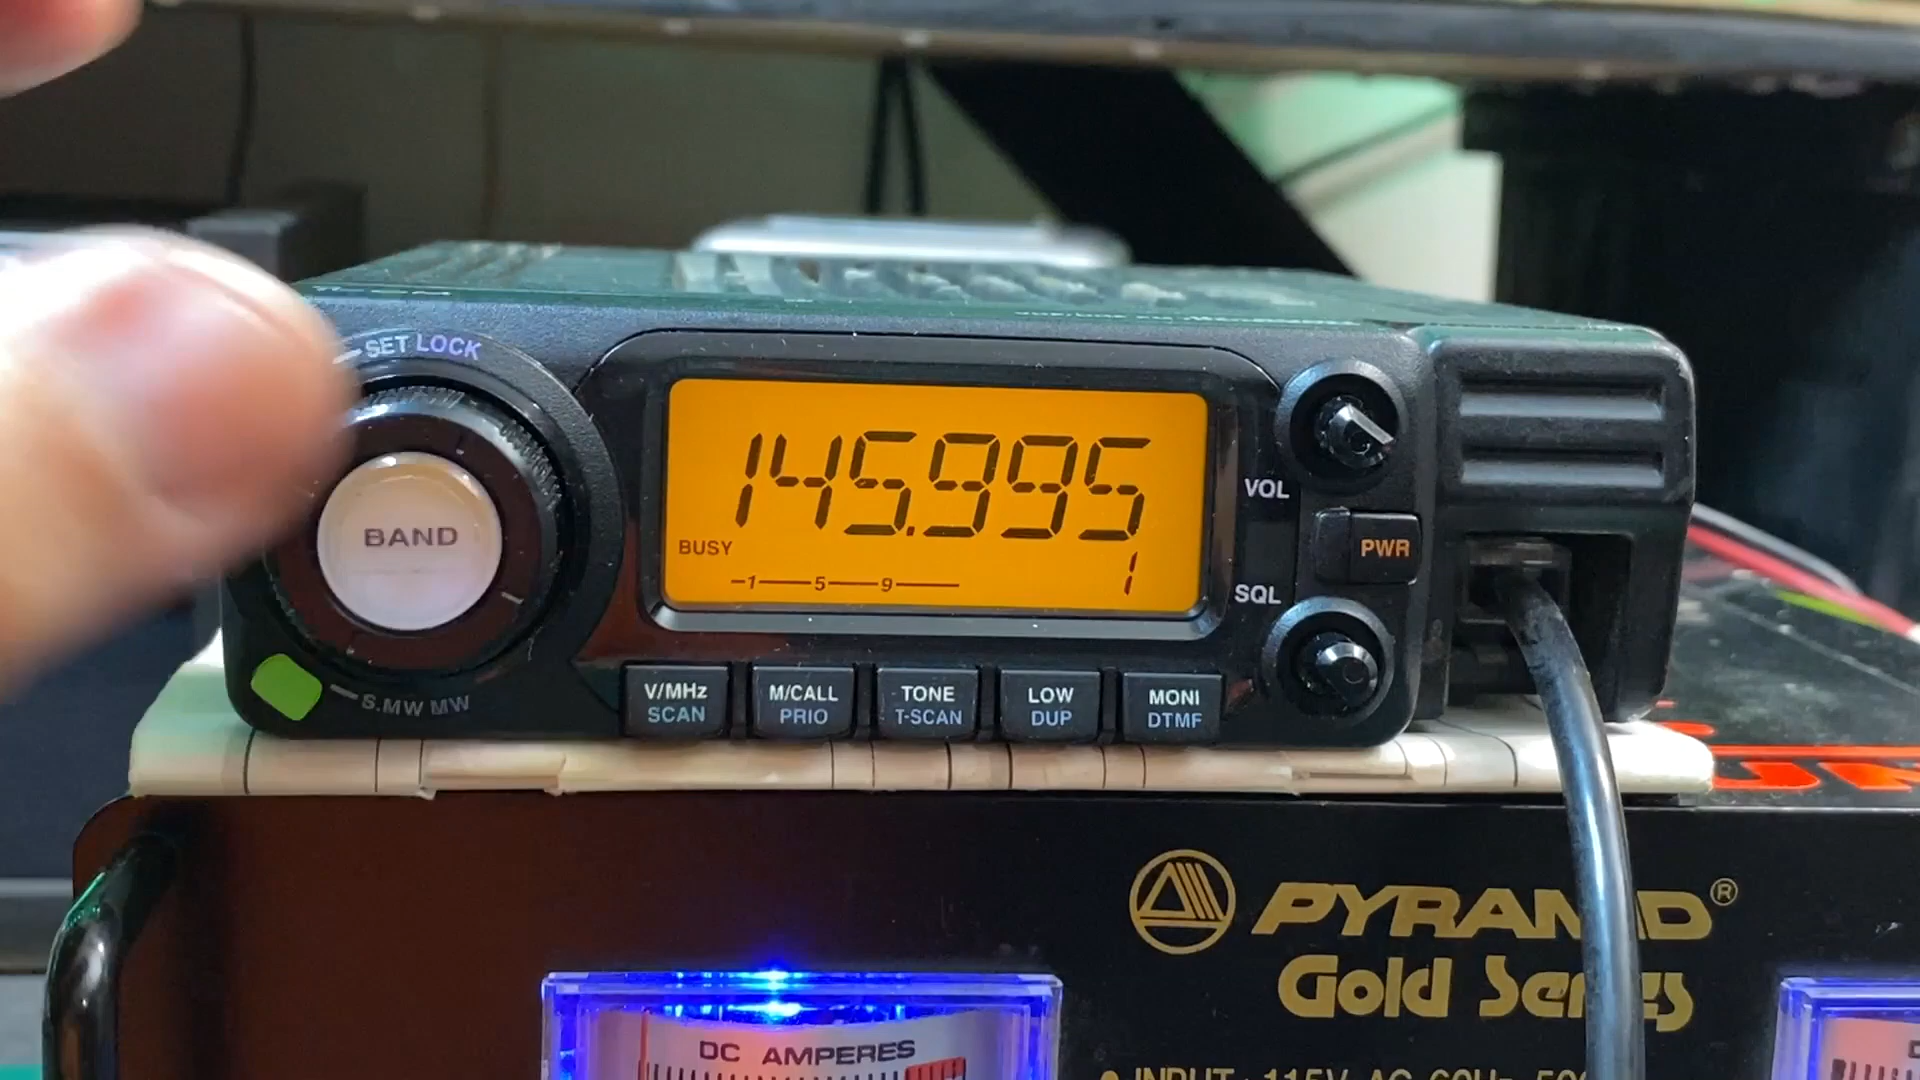 SET LOCK
145.995
BUSY
1
1 5 9
BAND
VOL
PWR
SQL
S.MW MW
V/MHz
SCAN
M/CALL
PRIO
TONE
T-SCAN
LOW
DUP
MONI
DTMF
PYRAMID®
Gold Series
DC AMPERES
INPUT: 115V AC 60Hz